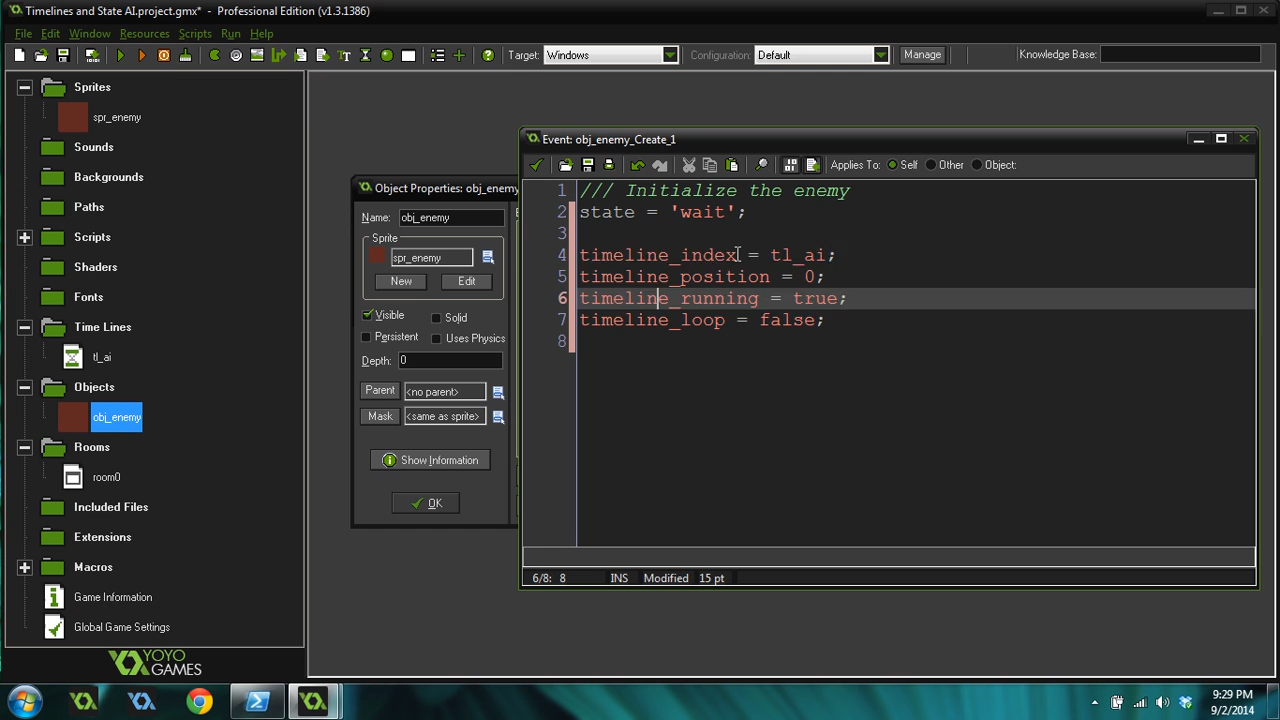 Timelines and State AI.project.gmx* - Professional Edition (v1.3.1386)
File Edit Window Resources Scripts Run Help
Target: Windows Configuration: Default Manage Knowledge Base:
Sprites
spr_enemy
Sounds
Backgrounds
Paths
Scripts
Shaders
Fonts
Time Lines
tl_ai
Objects
obj_enemy
Rooms
room0
Included Files
Extensions
Macros
Game Information
Global Game Settings
YOYO
GAMES
Object Properties: obj_enemy
Name: obj_enemy
Sprite
spr_enemy
New Edit
Visible Solid
Persistent Uses Physics
Depth: 0
Parent <no parent>
Mask <same as sprite>
Show Information
OK
Event: obj_enemy_Create_1
Applies To: Self Other Object:
1 /// Initialize the enemy
2 state = 'wait';
3
4 timeline_index = tl_ai;
5 timeline_position = 0;
6 timeline_running = true;
7 timeline_loop = false;
8
6/8: 8 INS Modified 15 pt
9:29 PM
9/2/2014